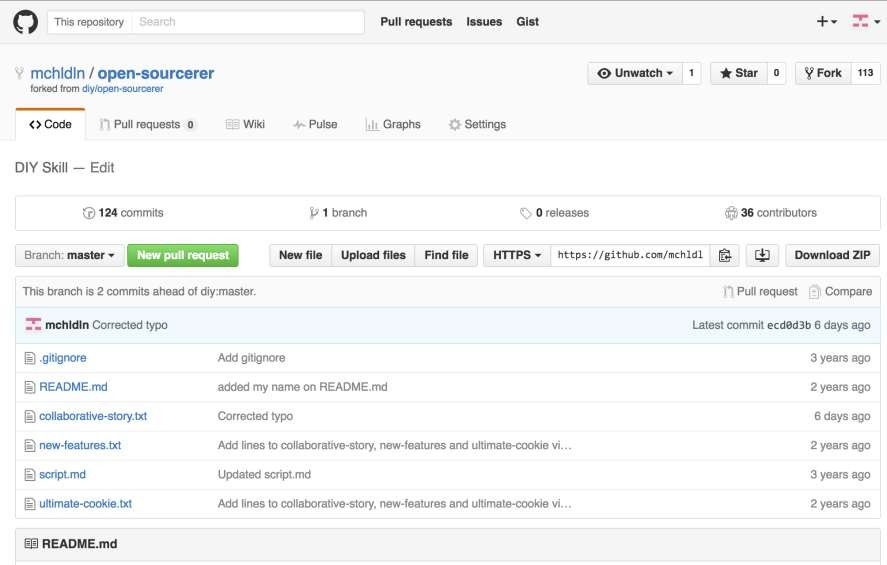 This repository Search Pull requests Issues Gist
mchldln / open-sourcerer Unwatch 1 Star 0 Fork 113
forked from diy/open-sourcerer
Code Pull requests 0 Wiki Pulse Graphs Settings
DIY Skill — Edit
124 commits 1 branch 0 releases 36 contributors
Branch: master New pull request New file Upload files Find file HTTPS https://github.com/mchldl Download ZIP
This branch is 2 commits ahead of diy:master. Pull request Compare
mchldln Corrected typo Latest commit ecd0d3b 6 days ago
.gitignore Add gitignore 3 years ago
README.md added my name on README.md 2 years ago
collaborative-story.txt Corrected typo 6 days ago
new-features.txt Add lines to collaborative-story, new-features and ultimate-cookie vi… 2 years ago
script.md Updated script.md 3 years ago
ultimate-cookie.txt Add lines to collaborative-story, new-features and ultimate-cookie vi… 2 years ago
README.md